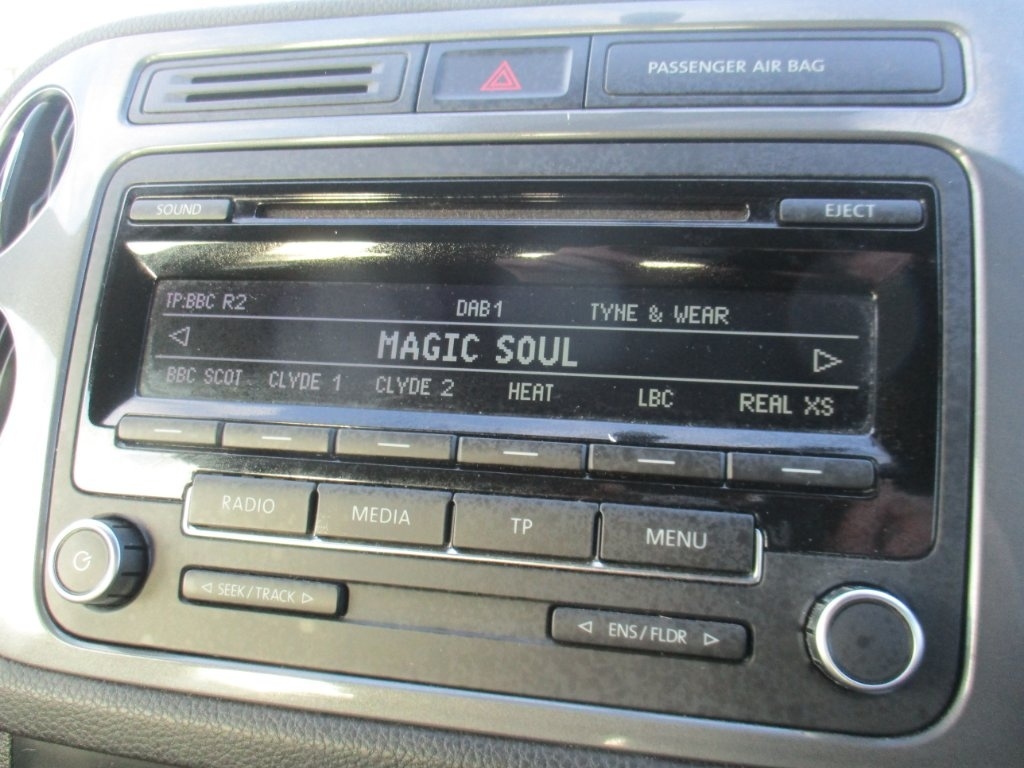 PASSENGER AIR BAG
SOUND
EJECT
TP:BBC R2 DAB1 TYNE & WEAR
MAGIC SOUL
BBC SCOT CLYDE 1 CLYDE 2 HEAT LBC REAL XS
RADIO MEDIA TP MENU
SEEK/TRACK
ENS/FLDR